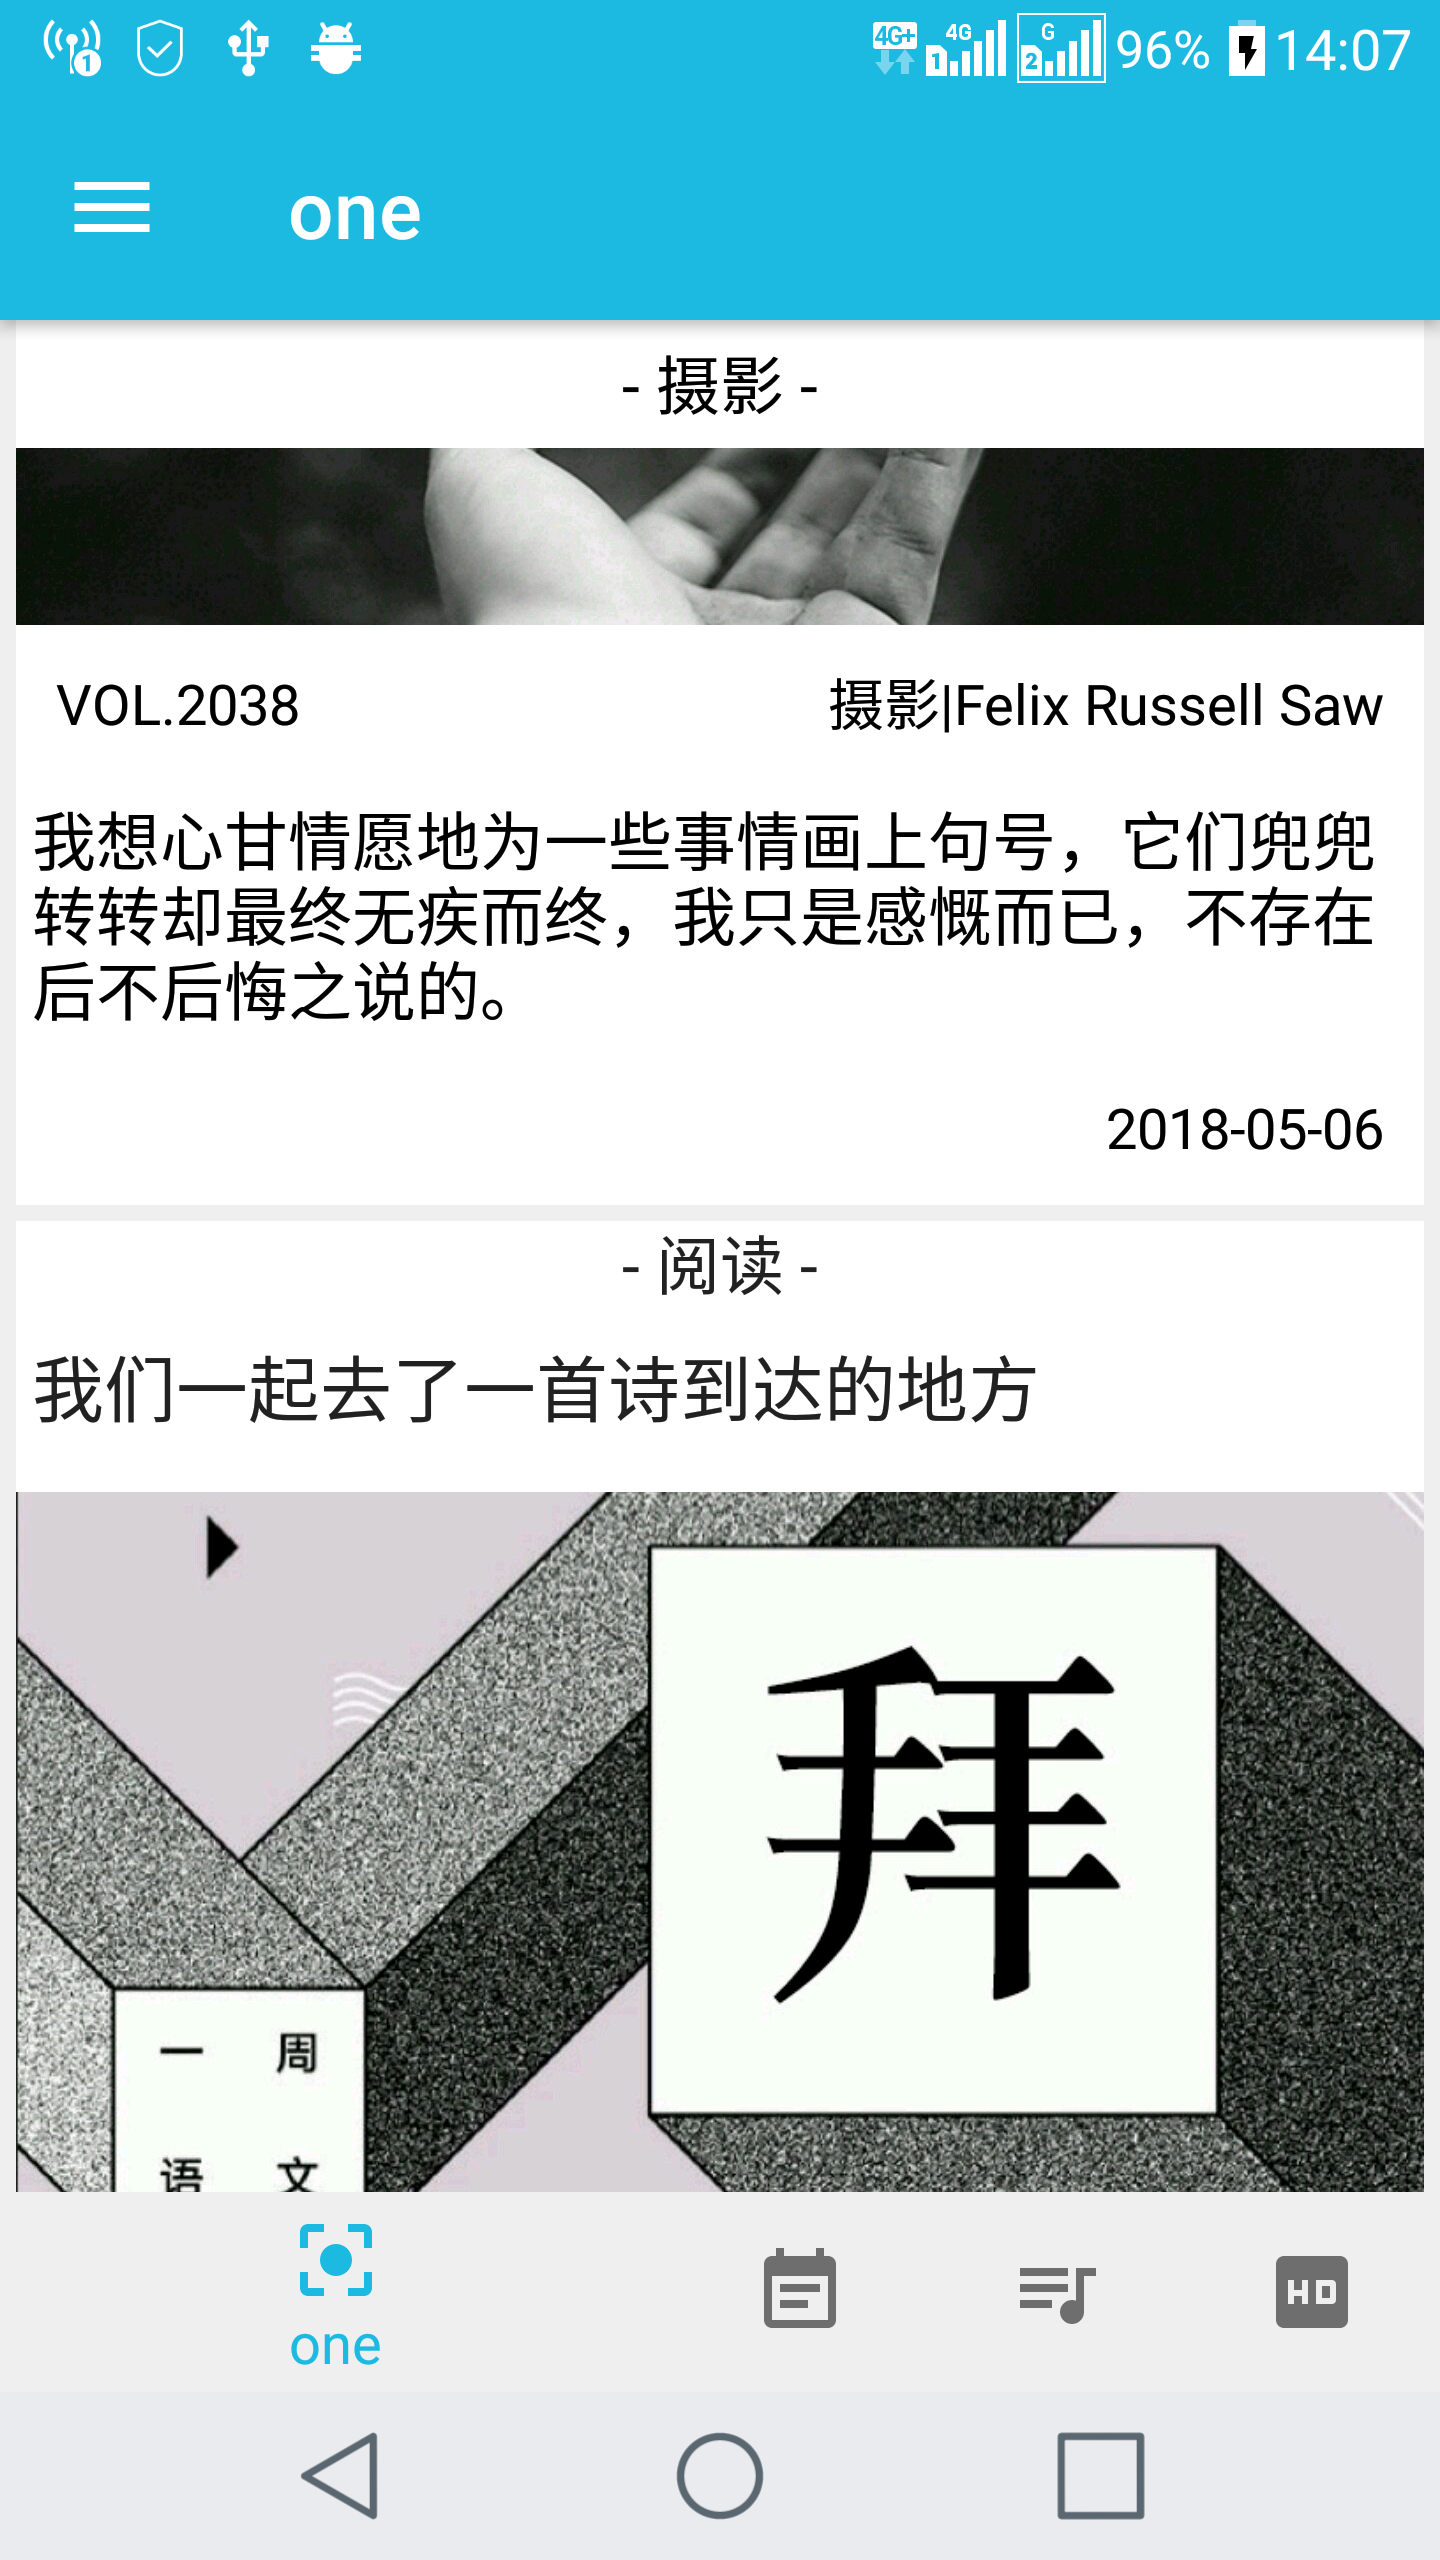 4G+ 4G G 96% 14:07
1 1 2
one
- 摄影 -
VOL.2038 摄影|Felix Russell Saw
我想心甘情愿地为一些事情画上句号，它们兜兜
转转却最终无疾而终，我只是感慨而已，不存在
后不后悔之说的。
2018-05-06
- 阅读 -
我们一起去了一首诗到达的地方
拜
一 周
语 文
HD
one